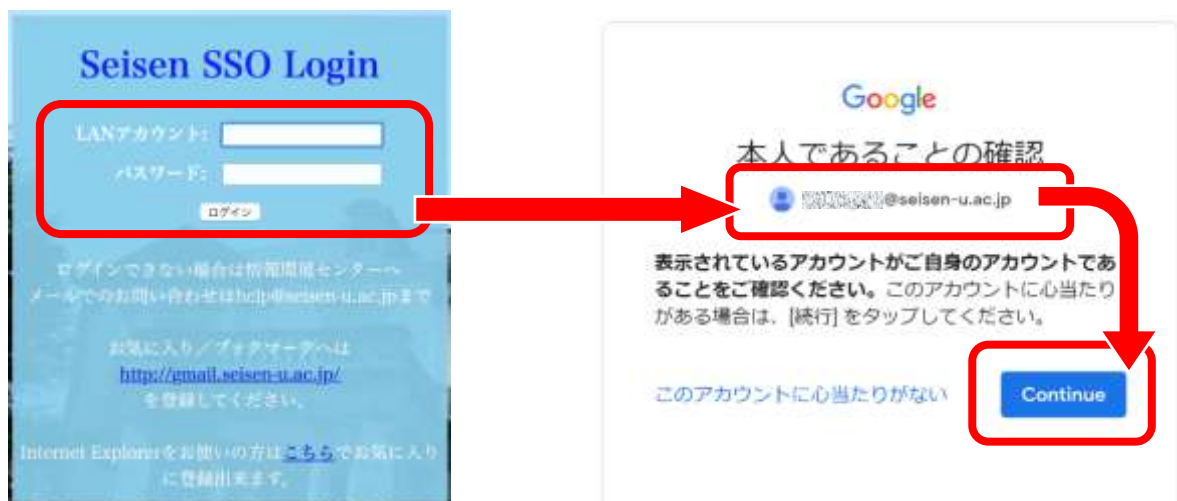 Seisen SSO Login
LANアカウント:
パスワード:
ログイン
ログインできない場合は情報環境センターへ
メールでのお問い合わせはhelp@seisen-u.ac.jpまで
お気に入り／ブックマークへは
http://gmail.seisen-u.ac.jp/
を登録してください。
Internet Explorerをお使いの方はこちらでお気に入り
に登録出来ます。
Google
本人であることの確認
@seisen-u.ac.jp
表示されているアカウントがご自身のアカウントであ
ることをご確認ください。このアカウントに心当たり
がある場合は、[続行] をタップしてください。
このアカウントに心当たりがない
Continue